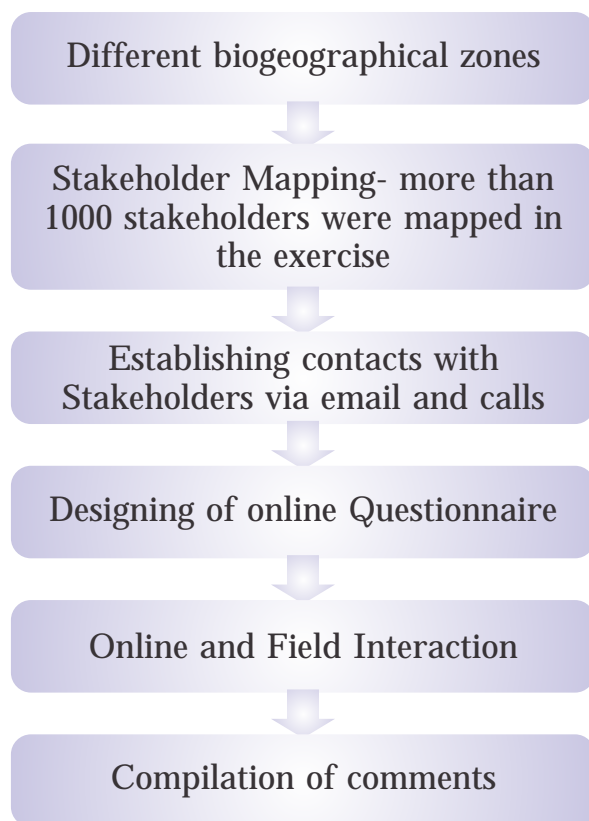 Different biogeographical zones
Stakeholder Mapping- more than
1000 stakeholders were mapped in
the exercise
Establishing contacts with
Stakeholders via email and calls
Designing of online Questionnaire
Online and Field Interaction
Compilation of comments